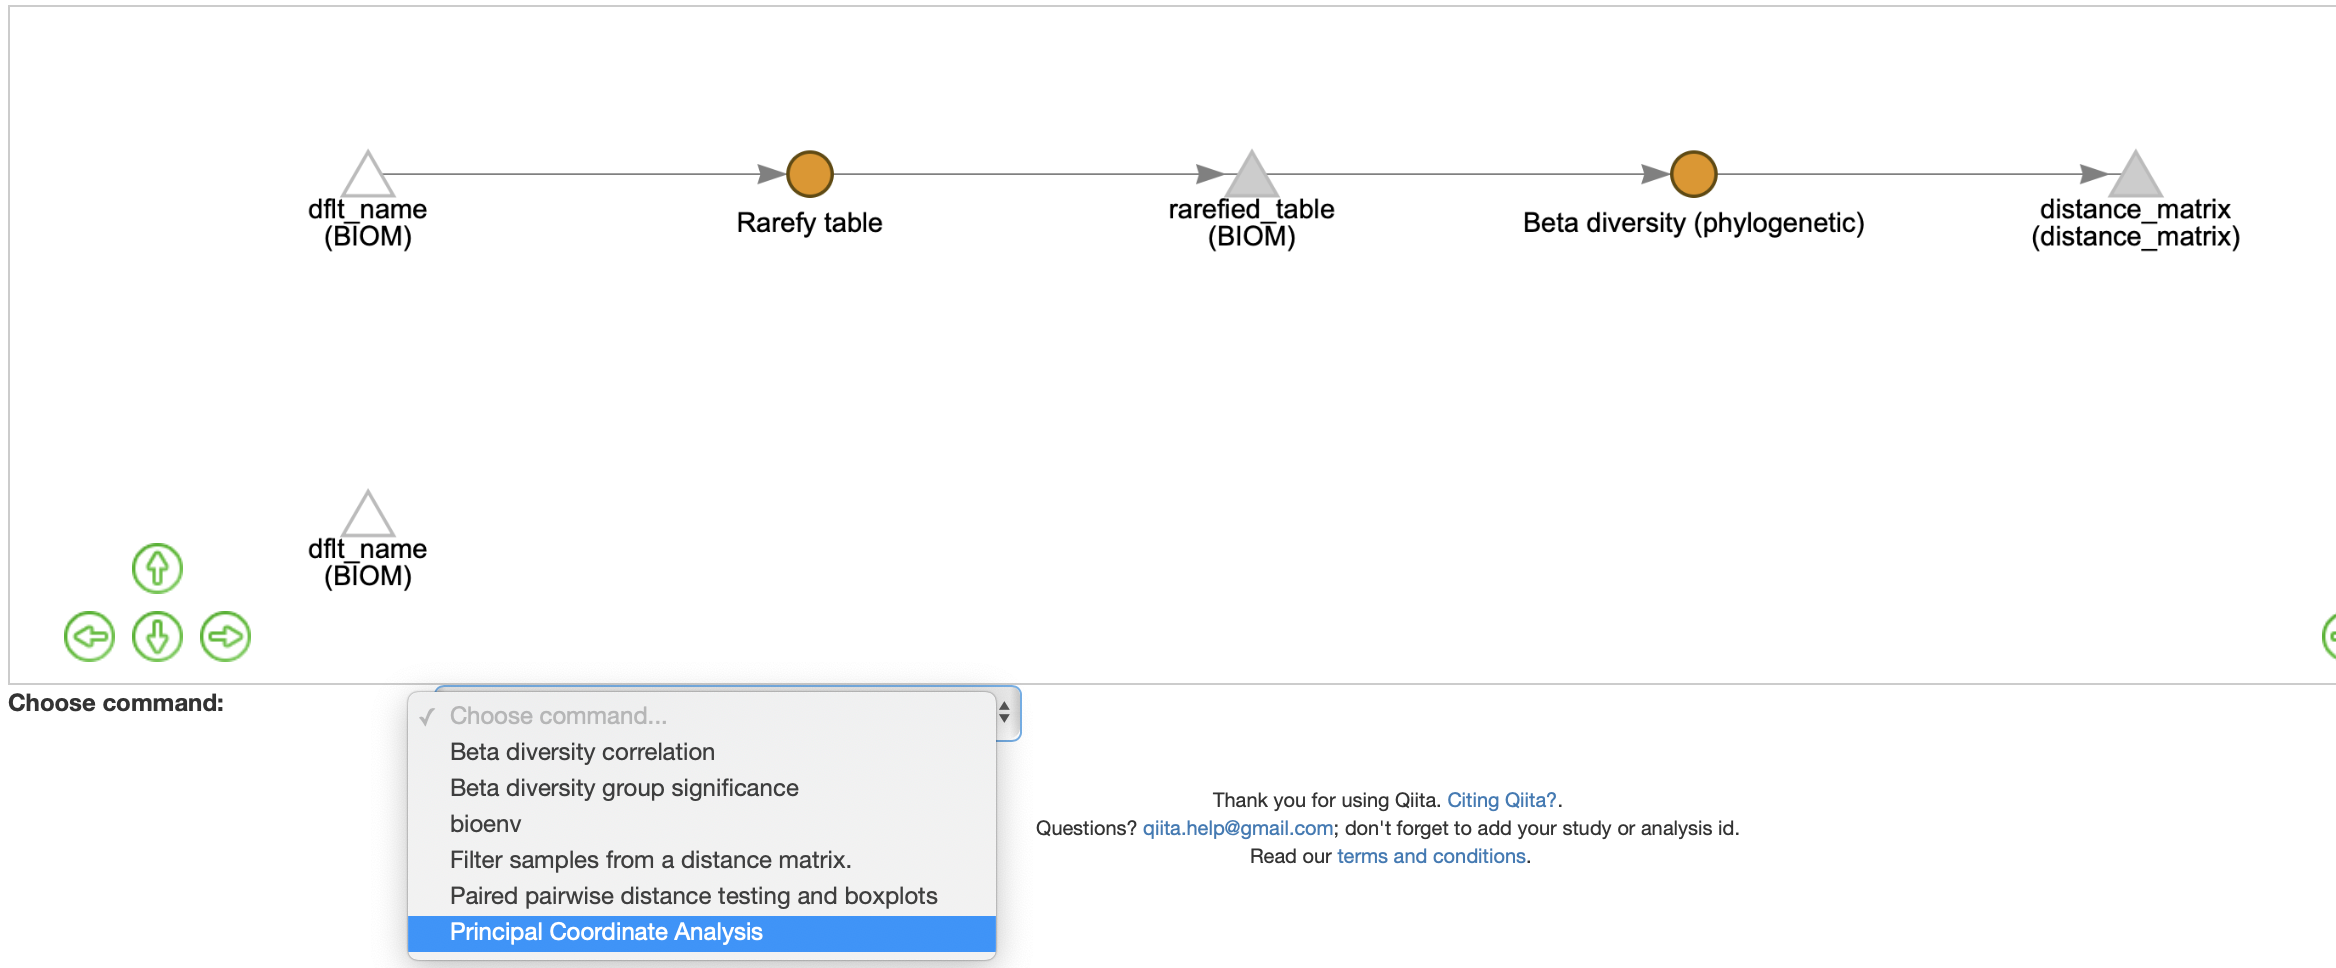 dflt_name
(BIOM)
Rarefy table
rarefied_table
(BIOM)
Beta diversity (phylogenetic)
distance_matrix
(distance_matrix)
dflt_name
(BIOM)
Choose command:
✓ Choose command...
Beta diversity correlation
Beta diversity group significance
bioenv
Filter samples from a distance matrix.
Paired pairwise distance testing and boxplots
Principal Coordinate Analysis
Thank you for using Qiita. Citing Qiita?.
Questions? qiita.help@gmail.com; don't forget to add your study or analysis id.
Read our terms and conditions.